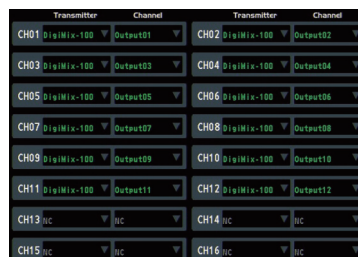 Transmitter Channel Transmitter Channel
CH01 DigiMix-100 Output01 CH02 DigiMix-100 Output02
CH03 DigiMix-100 Output03 CH04 DigiMix-100 Output04
CH05 DigiMix-100 Output05 CH06 DigiMix-100 Output06
CH07 DigiMix-100 Output07 CH08 DigiMix-100 Output08
CH09 DigiMix-100 Output09 CH10 DigiMix-100 Output10
CH11 DigiMix-100 Output11 CH12 DigiMix-100 Output12
CH13 NC NC CH14 NC NC
CH15 NC NC CH16 NC NC